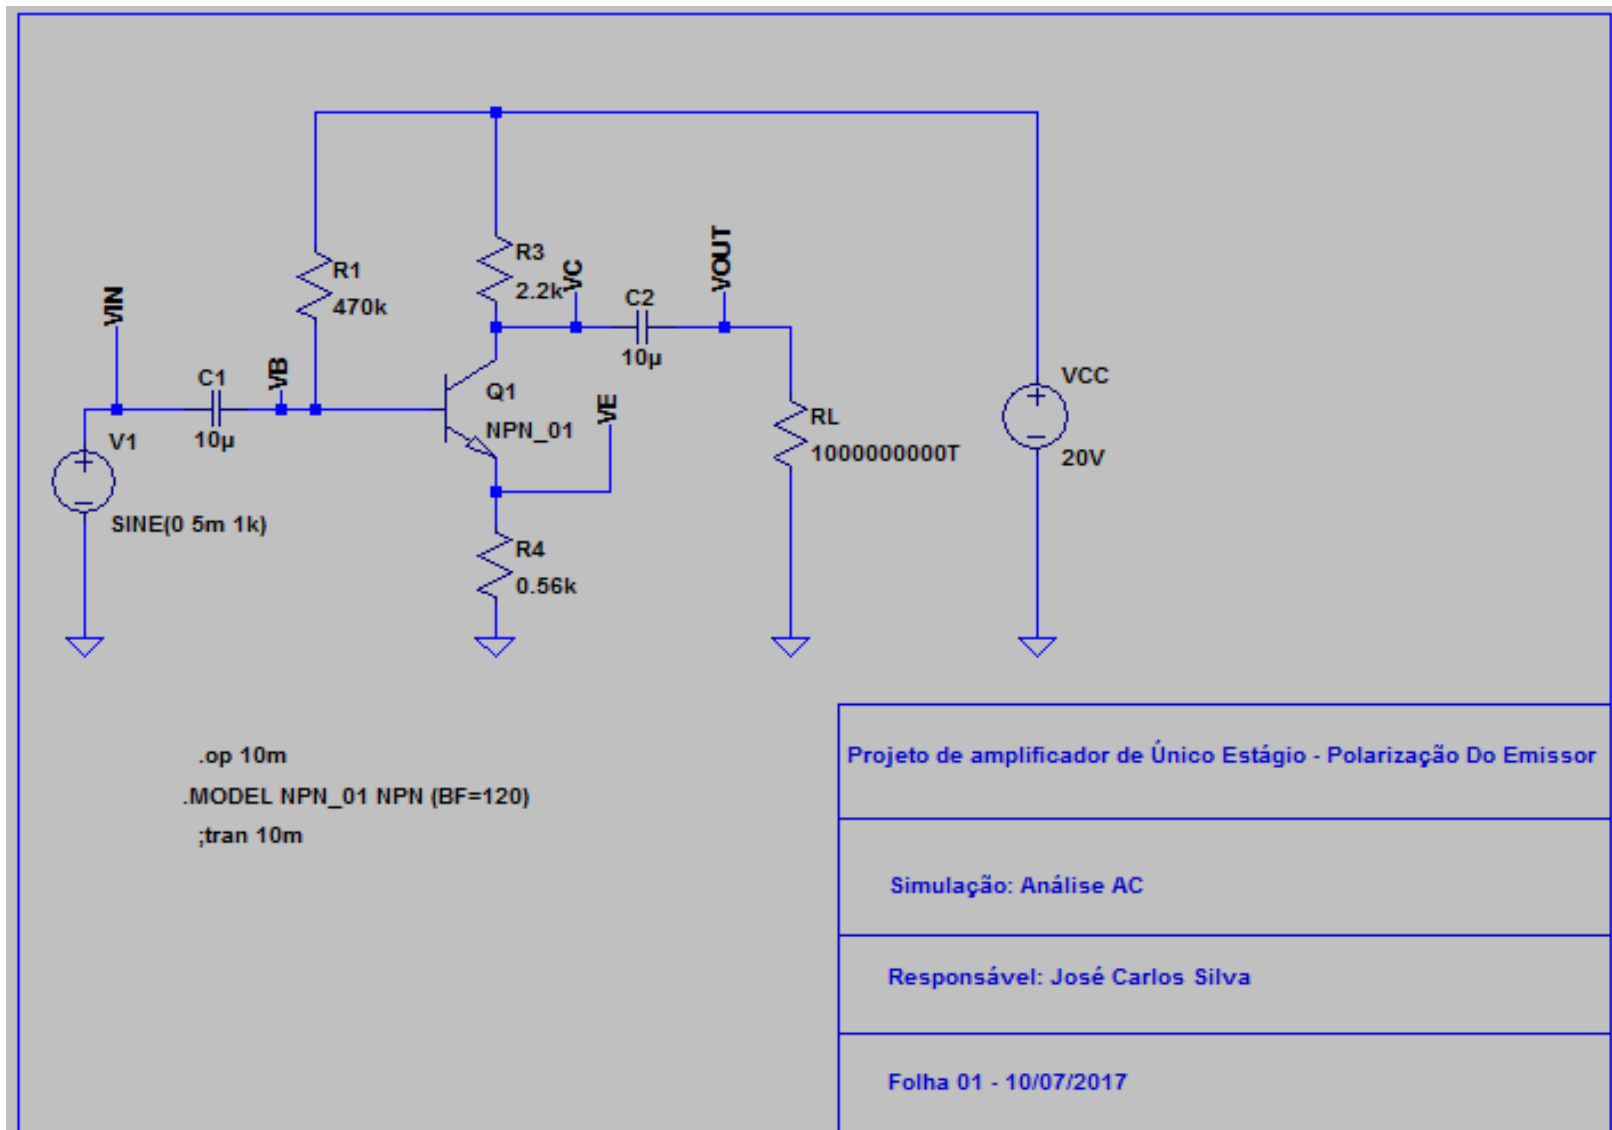 VIN
V1
SINE(0 5m 1k)
C1
10µ
VB
R1
470k
R3
2.2k
VC
C2
10µ
VOUT
Q1
NPN_01
VE
R4
0.56k
RL
1000000000T
VCC
20V
.op 10m
.MODEL NPN_01 NPN (BF=120)
;tran 10m
Projeto de amplificador de Único Estágio - Polarização Do Emissor
Simulação: Análise AC
Responsável: José Carlos Silva
Folha 01 - 10/07/2017